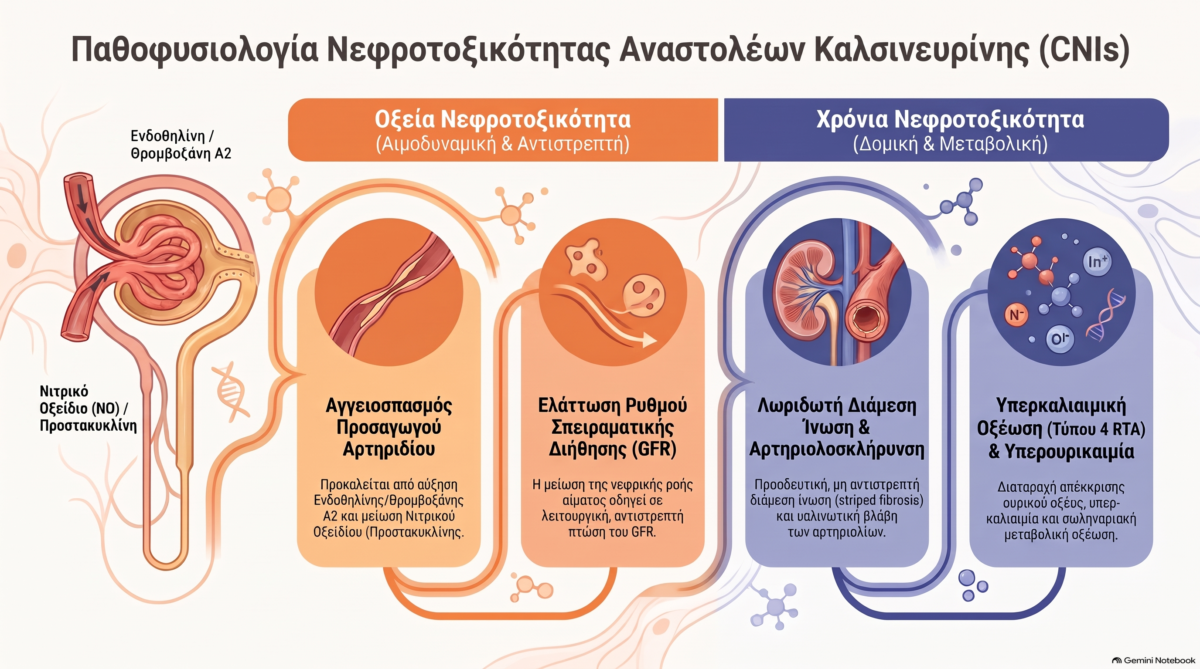 Παθοφυσιολογία Νεφροτοξικότητας Αναστολέων Καλσινευρίνης (CNIs)
Ενδοθηλίνη /
Θρομβοξάνη A2
Νιτρικό
Οξείδιο (NO) /
Προστακυκλίνη
Οξεία Νεφροτοξικότητα
(Αιμοδυναμική & Αντιστρεπτή)
Αγγειοσπασμός
Προσαγωγού
Αρτηριδίου
Προκαλείται από αύξηση
Ενδοθηλίνης/Θρομβοξάνης
A2 και μείωση Νιτρικού
Οξειδίου (Προστακυκλίνης.
Ελάττωση Ρυθμού
Σπειραματικής
Διήθησης (GFR)
Η μείωση της νεφρικής ροής
αίματος οδηγεί σε
λειτουργική, αντιστρεπτή
πτώση του GFR.
Χρόνια Νεφροτοξικότητα
(Δομική & Μεταβολική)
Λωριδωτή Διάμεση
Ίνωση &
Αρτηριολοσκλήρυνση
Προοδευτική, μη αντιστρεπτή
διάμεση ίνωση (striped fibrosis)
και υαλινωτική βλάβη
των αρτηριολίων.
In+
N-
Ol-
Υπερκαλιαιμική
Οξέωση (Τύπου 4 RTA)
& Υπερουρικαιμία
Διαταραχή απέκκρισης
ουρικού οξέος, υπερ-
καλιαιμία και σωληναριακή
μεταβολική οξέωση.
Gemini Notebook